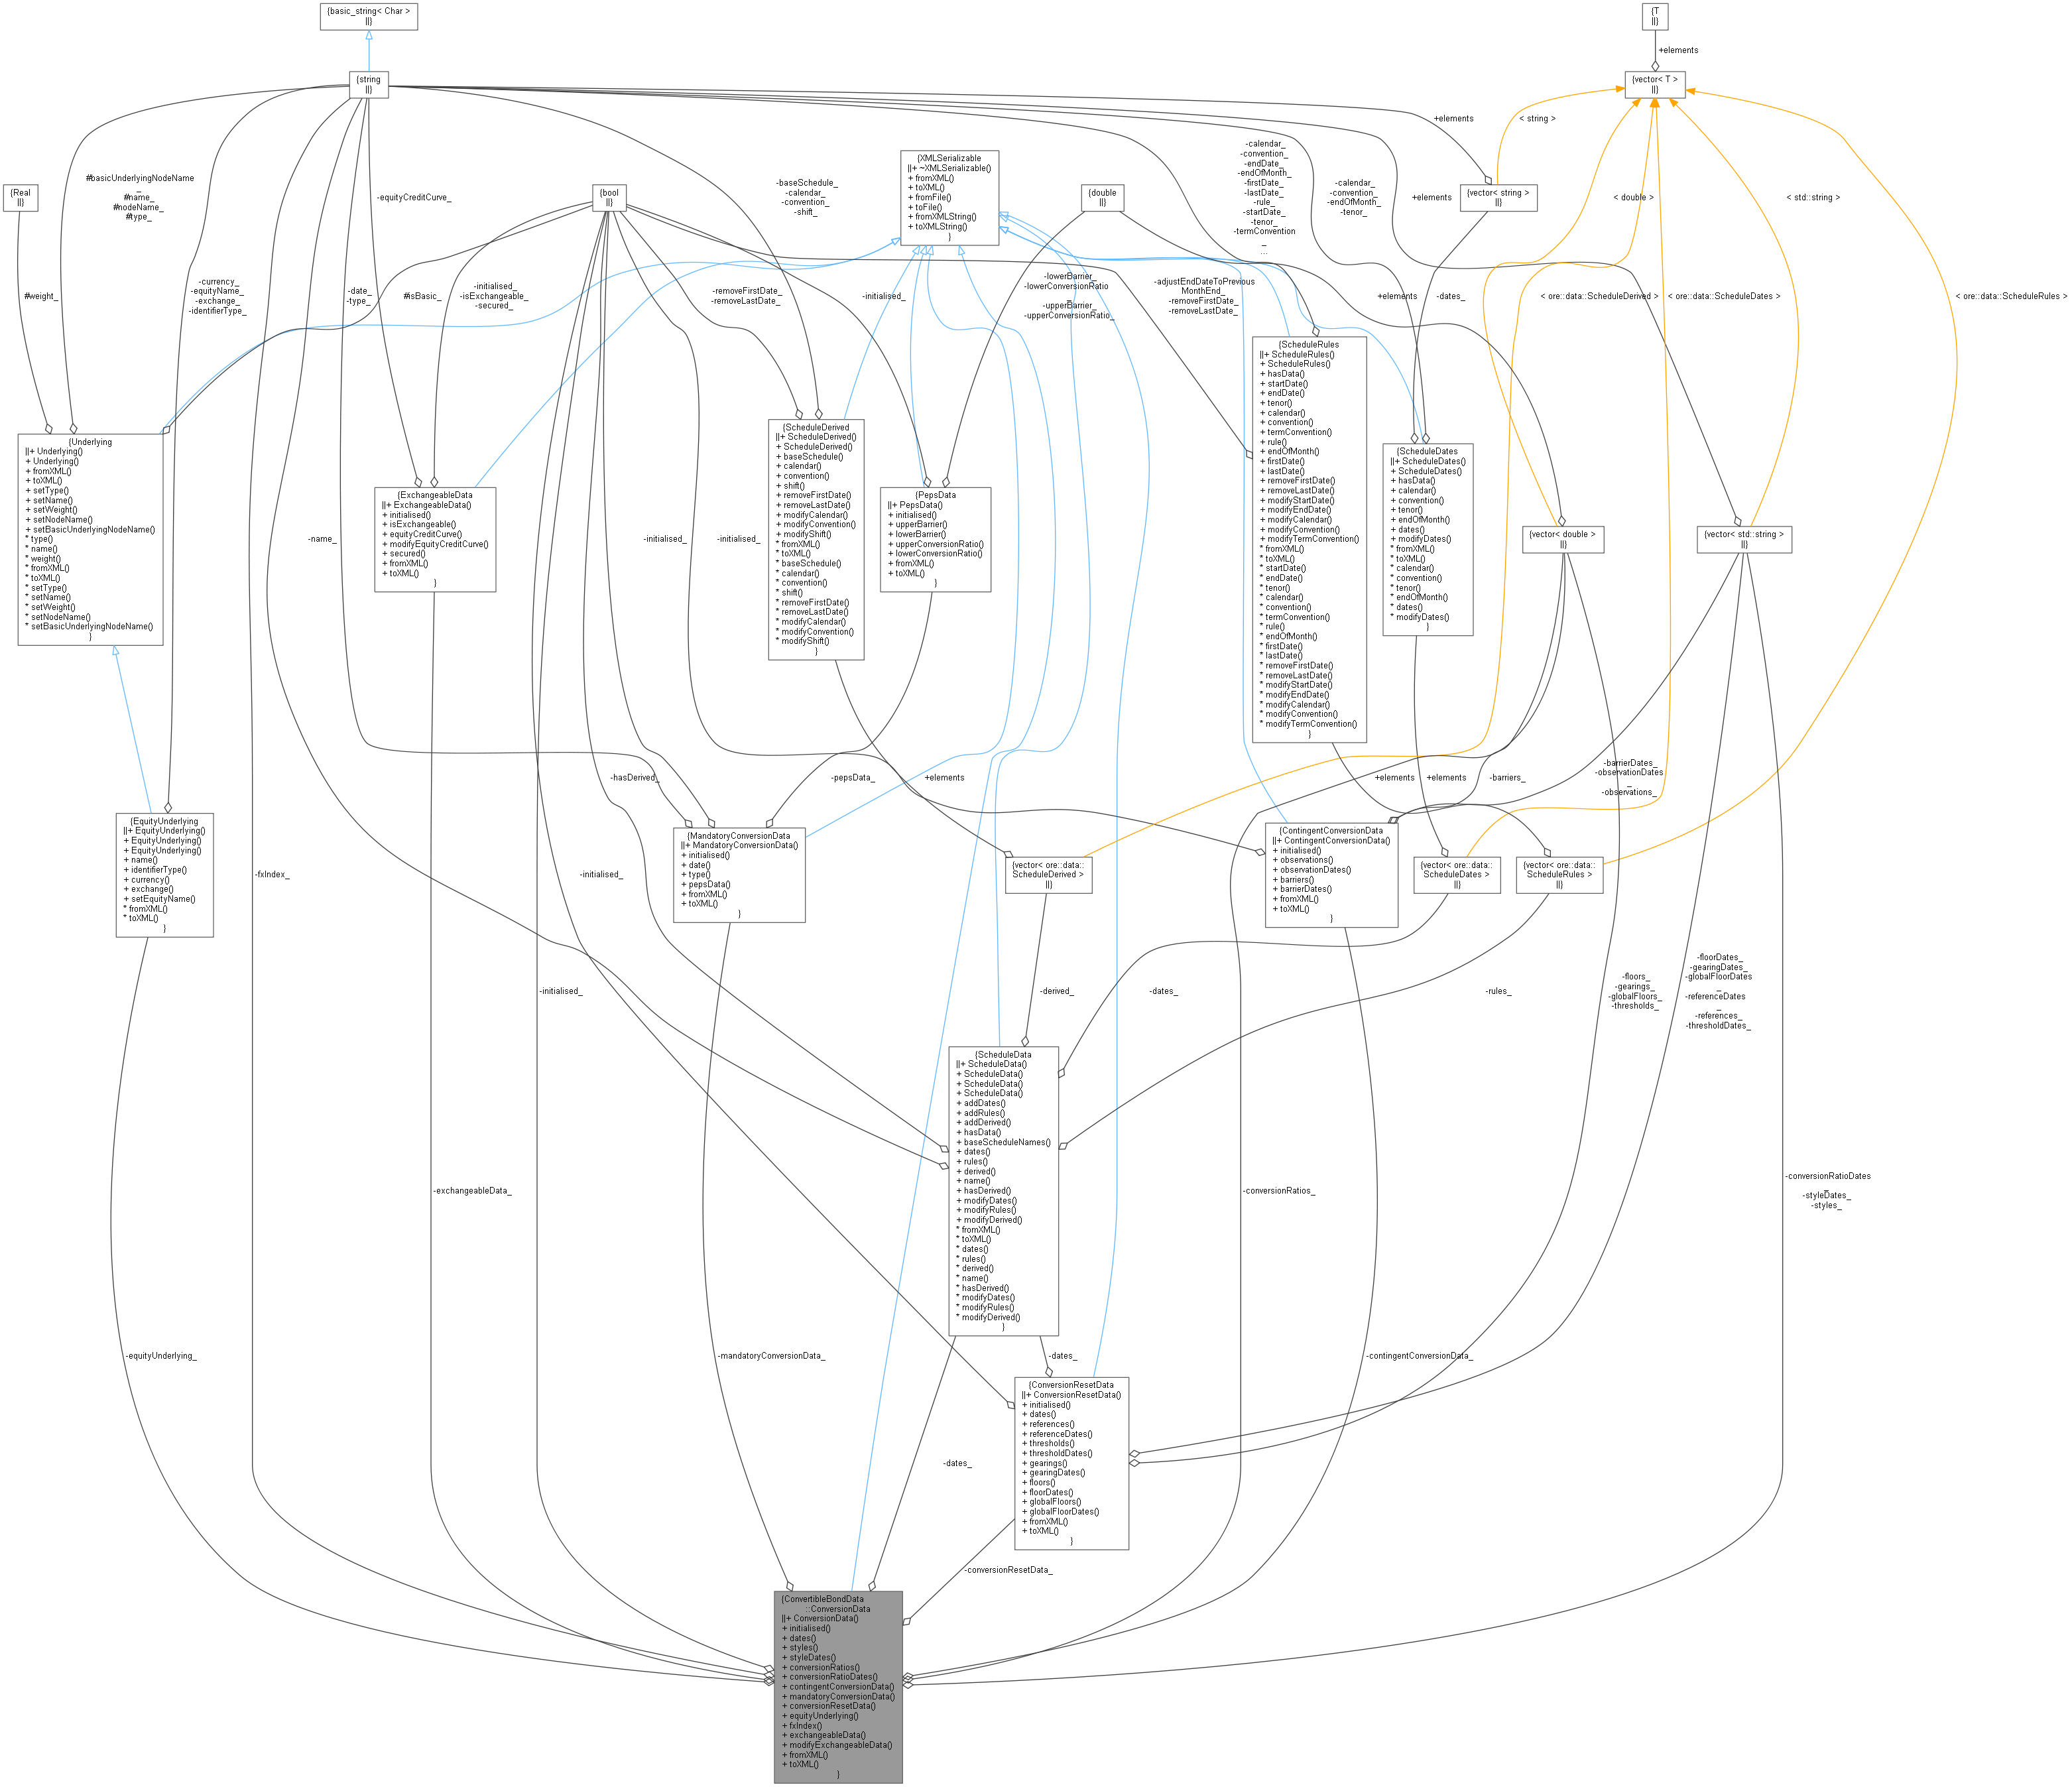 {basic_string< Char >
||}
{T
||}
+elements
{string
||}
{vector< T >
||}
+elements
< string >
{XMLSerializable
||+ ~XMLSerializable()
+ fromXML()
+ toXML()
+ fromFile()
+ toFile()
+ fromXMLString()
+ toXMLString()
}
#basicUnderlyingNodeName
_
#name_
#nodeName_
#type_
-equityCreditCurve_
-baseSchedule_
-calendar_
-convention_
-shift_
-calendar_
-convention_
-endDate_
-endOfMonth_
-firstDate_
-lastDate_
-rule_
-startDate_
-tenor_
-termConvention
_
...
-calendar_
-convention_
-endOfMonth_
-tenor_
+elements
{Real
||}
{bool
||}
{double
||}
{vector< string >
||}
< double >
< std::string >
#weight_
-currency_
-equityName_
-exchange_
-identifierType_
-date_
-type_
#isBasic_
-initialised_
-isExchangeable_
-secured_
-removeFirstDate_
-removeLastDate_
-initialised_
-lowerBarrier_
-lowerConversionRatio
_
-upperBarrier_
-upperConversionRatio_
-adjustEndDateToPrevious
MonthEnd_
-removeFirstDate_
-removeLastDate_
+elements
-dates_
< ore::data::ScheduleDerived >
< ore::data::ScheduleDates >
< ore::data::ScheduleRules >
{Underlying
||+ Underlying()
+ Underlying()
+ fromXML()
+ toXML()
+ setType()
+ setName()
+ setWeight()
+ setNodeName()
+ setBasicUnderlyingNodeName()
* type()
* name()
* weight()
* fromXML()
* toXML()
* setType()
* setName()
* setWeight()
* setNodeName()
* setBasicUnderlyingNodeName()
}
{ExchangeableData
||+ ExchangeableData()
+ initialised()
+ isExchangeable()
+ equityCreditCurve()
+ modifyEquityCreditCurve()
+ secured()
+ fromXML()
+ toXML()
}
{ScheduleDerived
||+ ScheduleDerived()
+ ScheduleDerived()
+ baseSchedule()
+ calendar()
+ convention()
+ shift()
+ removeFirstDate()
+ removeLastDate()
+ modifyCalendar()
+ modifyConvention()
+ modifyShift()
* fromXML()
* toXML()
* baseSchedule()
* calendar()
* convention()
* shift()
* removeFirstDate()
* removeLastDate()
* modifyCalendar()
* modifyConvention()
* modifyShift()
}
{PepsData
||+ PepsData()
+ initialised()
+ upperBarrier()
+ lowerBarrier()
+ upperConversionRatio()
+ lowerConversionRatio()
+ fromXML()
+ toXML()
}
{ScheduleRules
||+ ScheduleRules()
+ ScheduleRules()
+ hasData()
+ startDate()
+ endDate()
+ tenor()
+ calendar()
+ convention()
+ termConvention()
+ rule()
+ endOfMonth()
+ firstDate()
+ lastDate()
+ removeFirstDate()
+ removeLastDate()
+ modifyStartDate()
+ modifyEndDate()
+ modifyCalendar()
+ modifyConvention()
+ modifyTermConvention()
* fromXML()
* toXML()
* startDate()
* endDate()
* tenor()
* calendar()
* convention()
* termConvention()
* rule()
* endOfMonth()
* firstDate()
* lastDate()
* removeFirstDate()
* removeLastDate()
* modifyStartDate()
* modifyEndDate()
* modifyCalendar()
* modifyConvention()
* modifyTermConvention()
}
{ScheduleDates
||+ ScheduleDates()
+ ScheduleDates()
+ hasData()
+ calendar()
+ convention()
+ tenor()
+ endOfMonth()
+ dates()
+ modifyDates()
* fromXML()
* toXML()
* calendar()
* convention()
* tenor()
* endOfMonth()
* dates()
* modifyDates()
}
{vector< double >
||}
{vector< std::string >
||}
-name_
-initialised_
-initialised_
-hasDerived_
-pepsData_
+elements
+elements
+elements
-barriers_
-barrierDates_
-observationDates
_
-observations_
{EquityUnderlying
||+ EquityUnderlying()
+ EquityUnderlying()
+ EquityUnderlying()
+ name()
+ identifierType()
+ currency()
+ exchange()
+ setEquityName()
* fromXML()
* toXML()
}
-fxIndex_
-initialised_
{MandatoryConversionData
||+ MandatoryConversionData()
+ initialised()
+ date()
+ type()
+ pepsData()
+ fromXML()
+ toXML()
}
{vector< ore::data::
ScheduleDerived >
||}
{ContingentConversionData
||+ ContingentConversionData()
+ initialised()
+ observations()
+ observationDates()
+ barriers()
+ barrierDates()
+ fromXML()
+ toXML()
}
{vector< ore::data::
ScheduleDates >
||}
{vector< ore::data::
ScheduleRules >
||}
-initialised_
-derived_
-dates_
-rules_
-floors_
-gearings_
-globalFloors_
-thresholds_
-floorDates_
-gearingDates_
-globalFloorDates
_
-referenceDates
_
-references_
-thresholdDates_
{ScheduleData
||+ ScheduleData()
+ ScheduleData()
+ ScheduleData()
+ ScheduleData()
+ addDates()
+ addRules()
+ addDerived()
+ hasData()
+ baseScheduleNames()
+ dates()
+ rules()
+ derived()
+ name()
+ hasDerived()
+ modifyDates()
+ modifyRules()
+ modifyDerived()
* fromXML()
* toXML()
* dates()
* rules()
* derived()
* name()
* hasDerived()
* modifyDates()
* modifyRules()
* modifyDerived()
}
-exchangeableData_
-conversionRatios_
-conversionRatioDates
_
-styleDates_
-styles_
-equityUnderlying_
-mandatoryConversionData_
-dates_
-contingentConversionData_
{ConversionResetData
||+ ConversionResetData()
+ initialised()
+ dates()
+ references()
+ referenceDates()
+ thresholds()
+ thresholdDates()
+ gearings()
+ gearingDates()
+ floors()
+ floorDates()
+ globalFloors()
+ globalFloorDates()
+ fromXML()
+ toXML()
}
-dates_
-conversionResetData_
{ConvertibleBondData
::ConversionData
||+ ConversionData()
+ initialised()
+ dates()
+ styles()
+ styleDates()
+ conversionRatios()
+ conversionRatioDates()
+ contingentConversionData()
+ mandatoryConversionData()
+ conversionResetData()
+ equityUnderlying()
+ fxIndex()
+ exchangeableData()
+ modifyExchangeableData()
+ fromXML()
+ toXML()
}